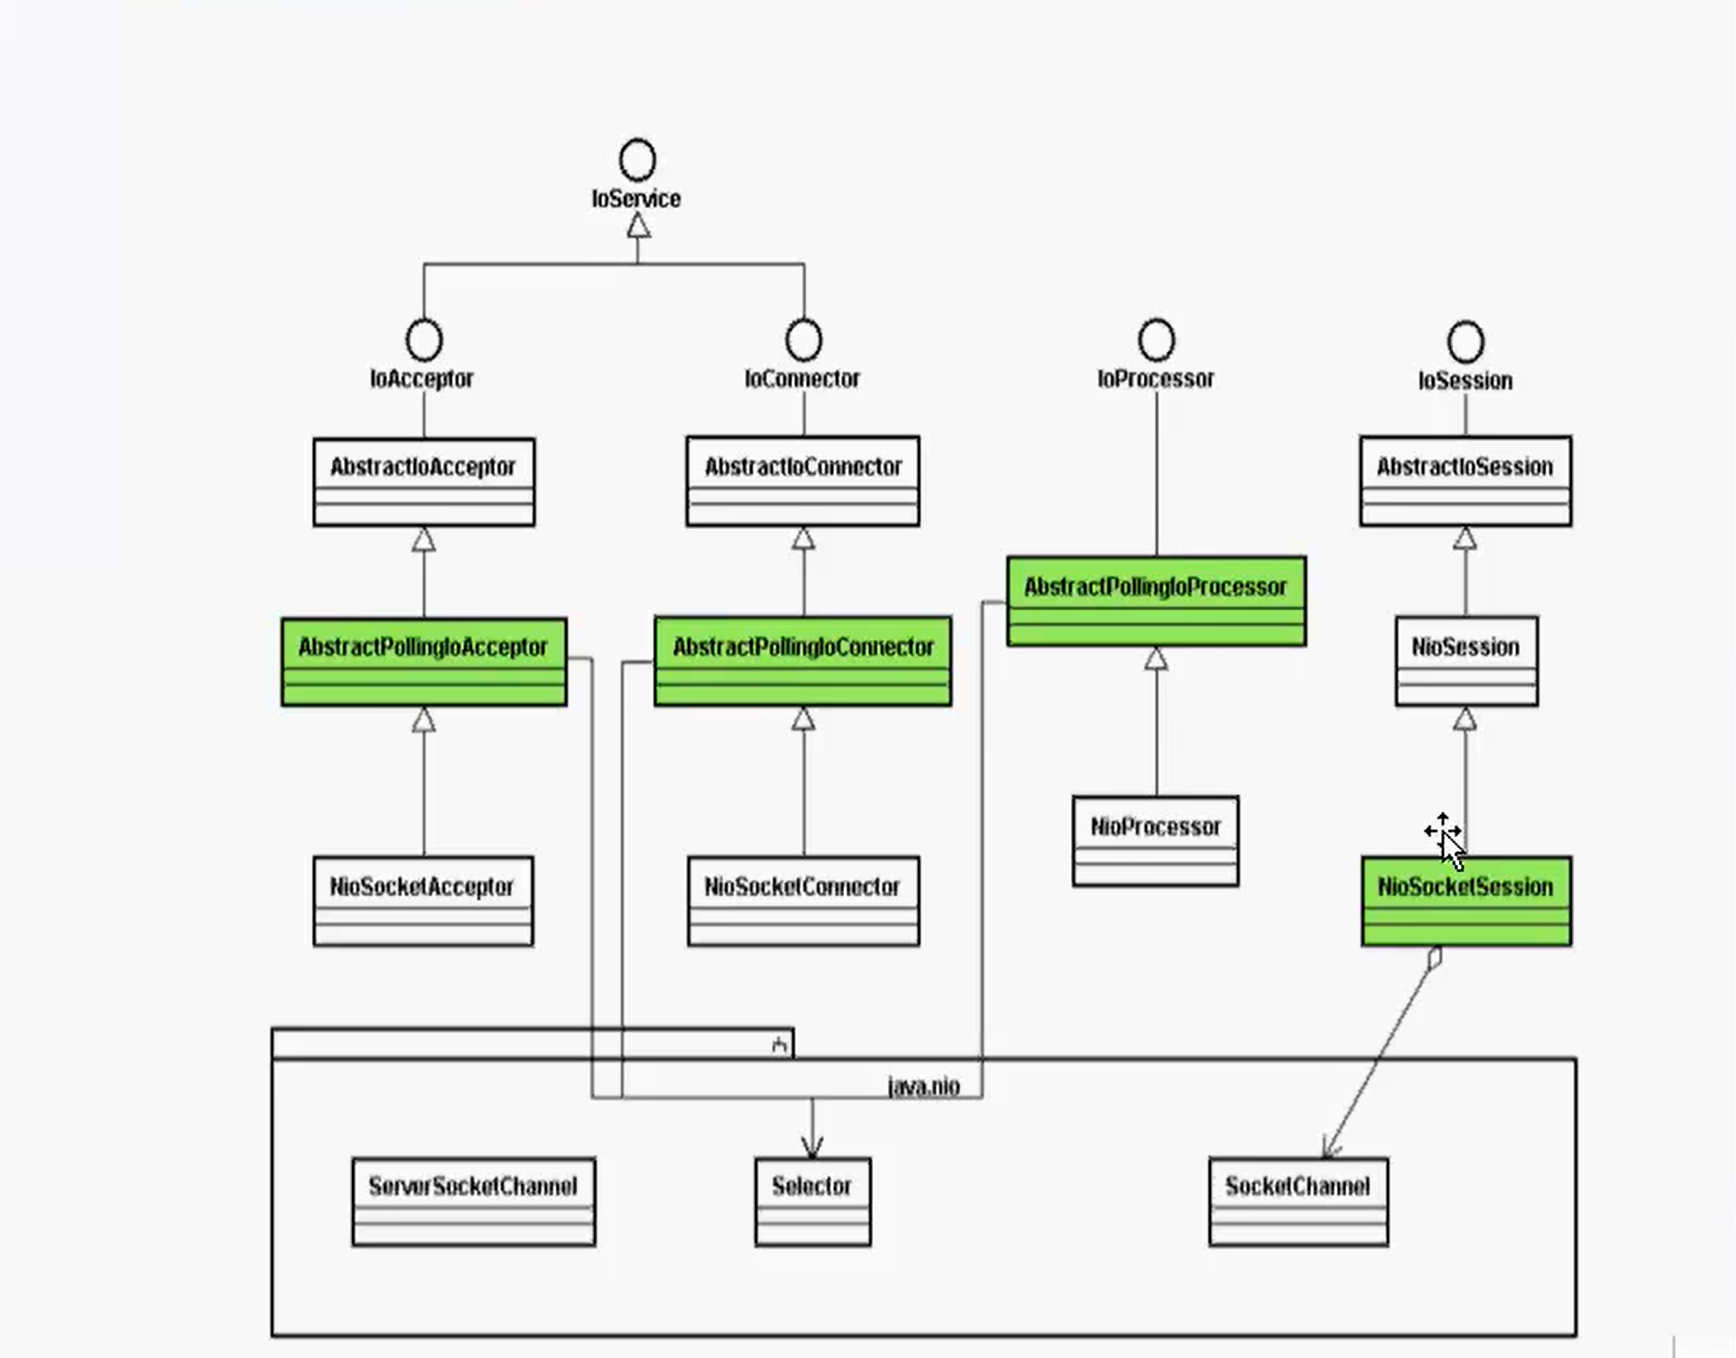 IoService
IoAcceptor
IoConnector
IoProcessor
IoSession
AbstractIoAcceptor
AbstractIoConnector
AbstractIoSession
AbstractPollingIoProcessor
AbstractPollingIoAcceptor
AbstractPollingIoConnector
NioSession
NioProcessor
NioSocketAcceptor
NioSocketConnector
NioSocketSession
java.nio
ServerSocketChannel
Selector
SocketChannel